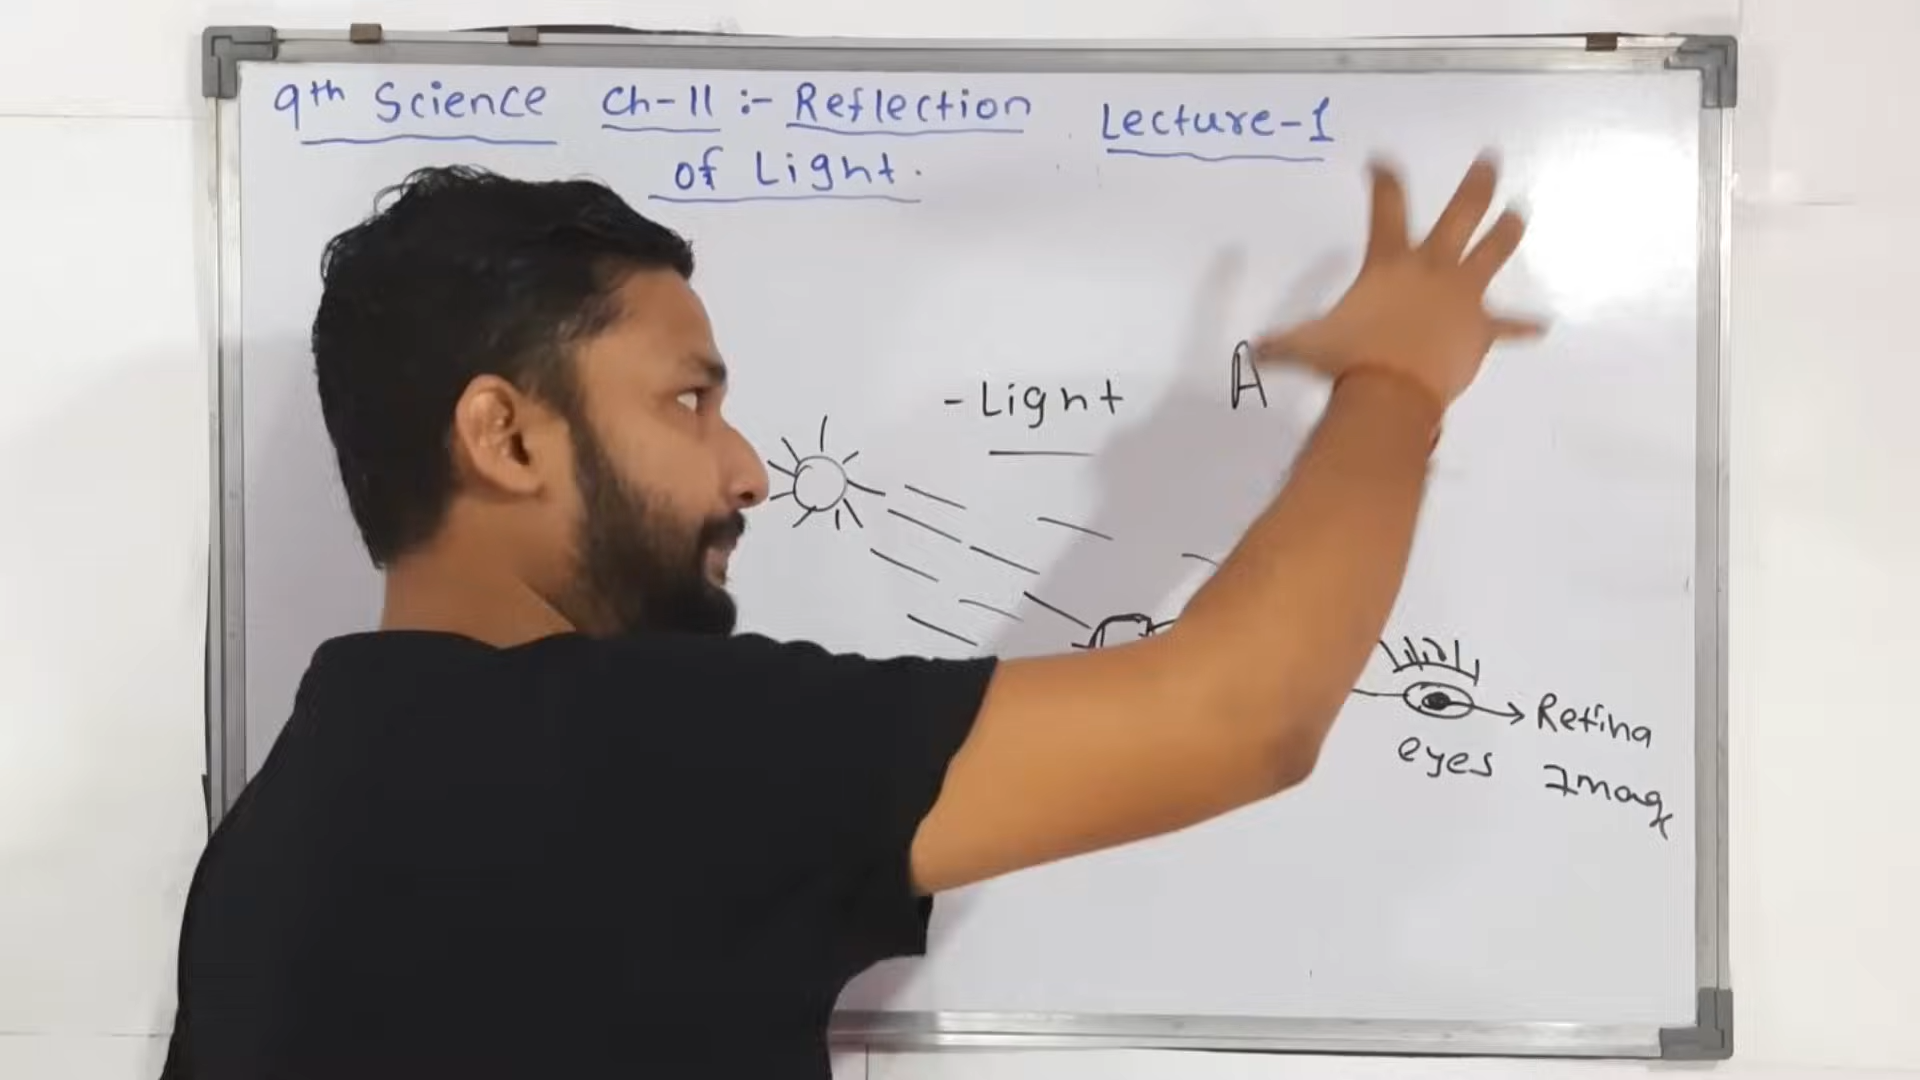 9th Science Ch-11 :- Reflection Lecture-1
of Light.
- Light A
Retina
eyes Imag